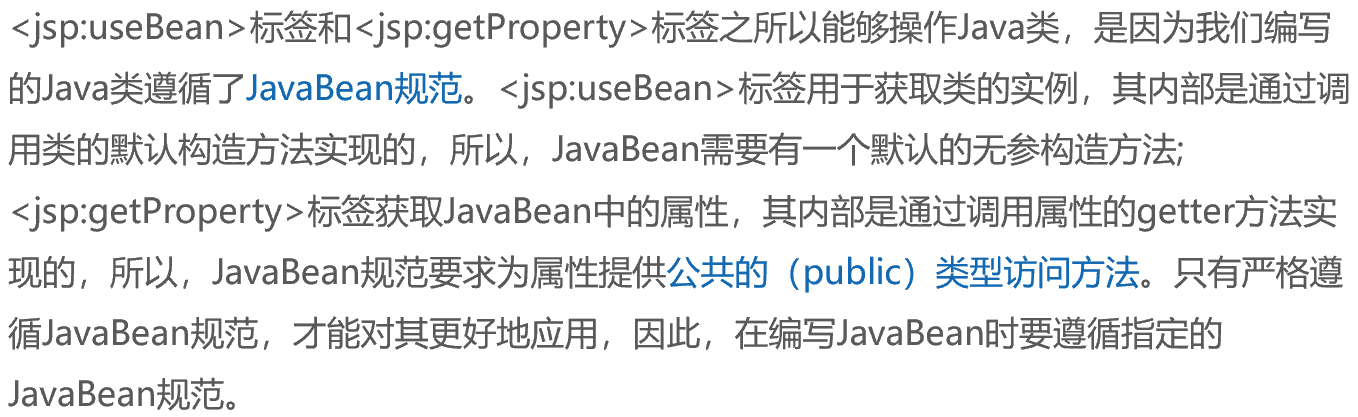 <jsp:useBean>标签和<jsp:getProperty>标签之所以能够操作Java类，是因为我们编写
的Java类遵循了JavaBean规范。<jsp:useBean>标签用于获取类的实例，其内部是通过调
用类的默认构造方法实现的，所以，JavaBean需要有一个默认的无参构造方法;
<jsp:getProperty>标签获取JavaBean中的属性，其内部是通过调用属性的getter方法实
现的，所以，JavaBean规范要求为属性提供公共的（public）类型访问方法。只有严格遵
循JavaBean规范，才能对其更好地应用，因此，在编写JavaBean时要遵循指定的
JavaBean规范。